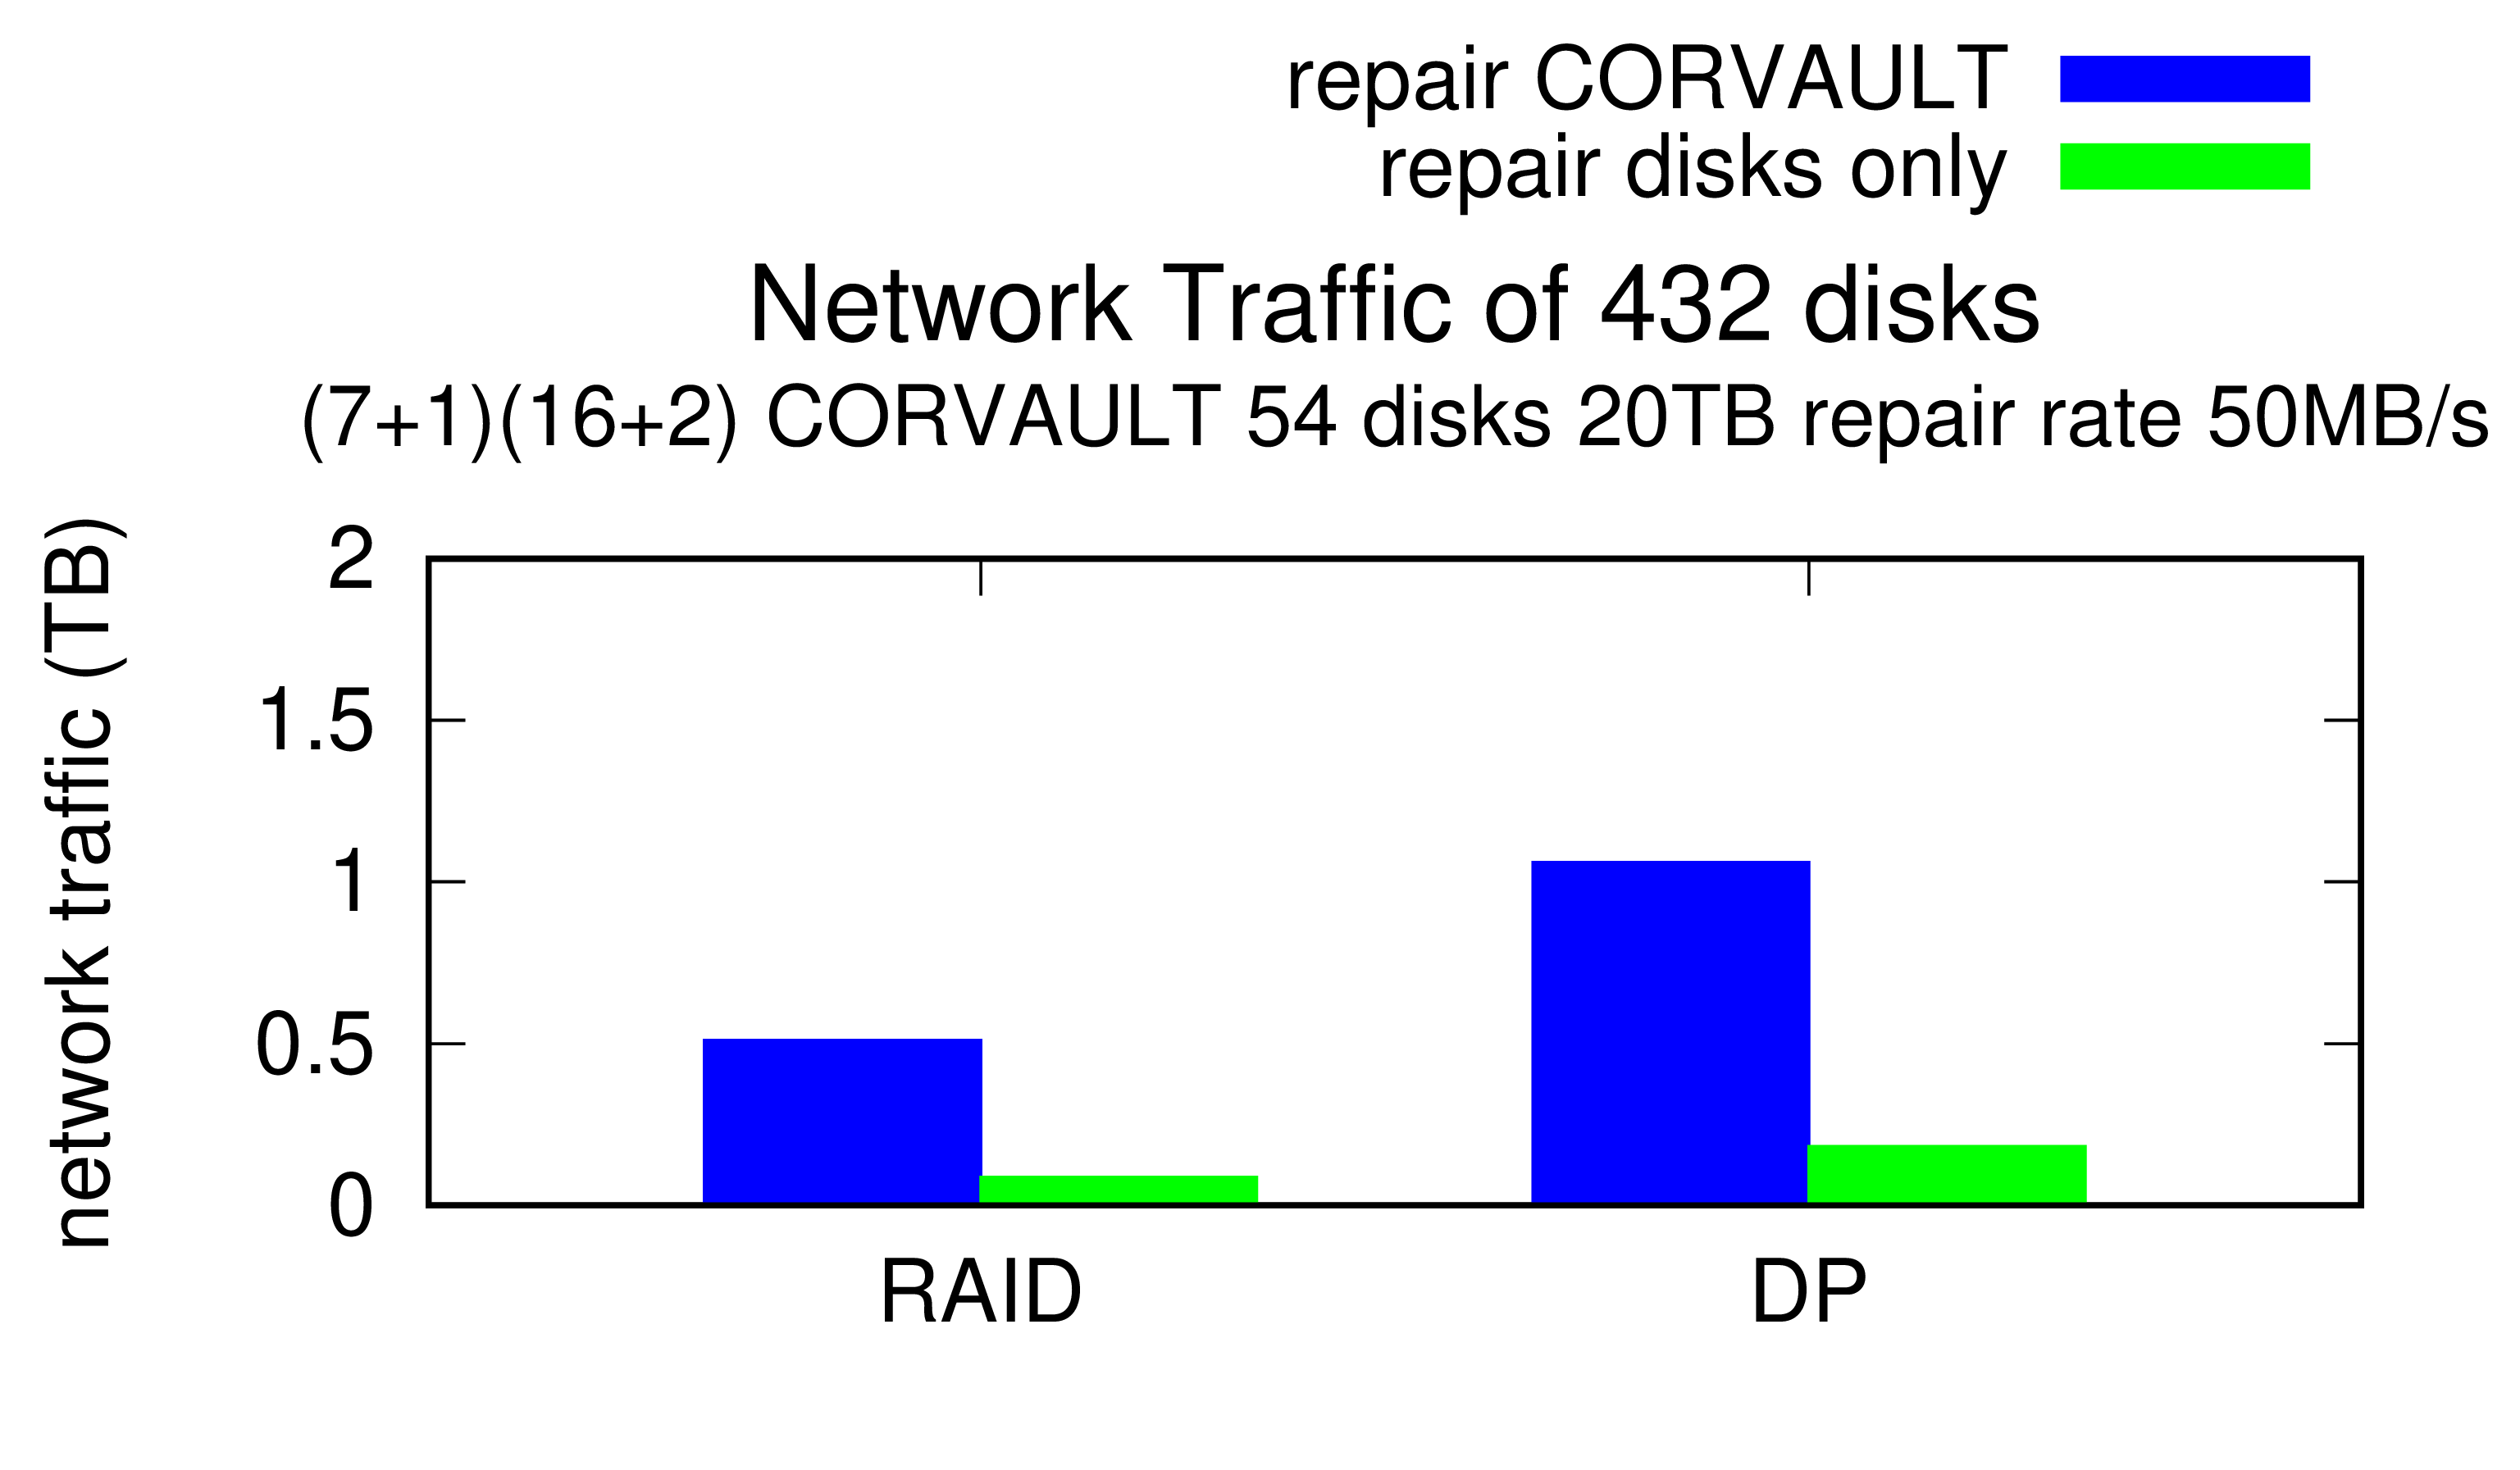 repair CORVAULT
repair disks only
Network Traffic of 432 disks
(7+1)(16+2) CORVAULT 54 disks 20TB repair rate 50MB/s
network traffic (TB)
2
1.5
1
0.5
0
RAID
DP